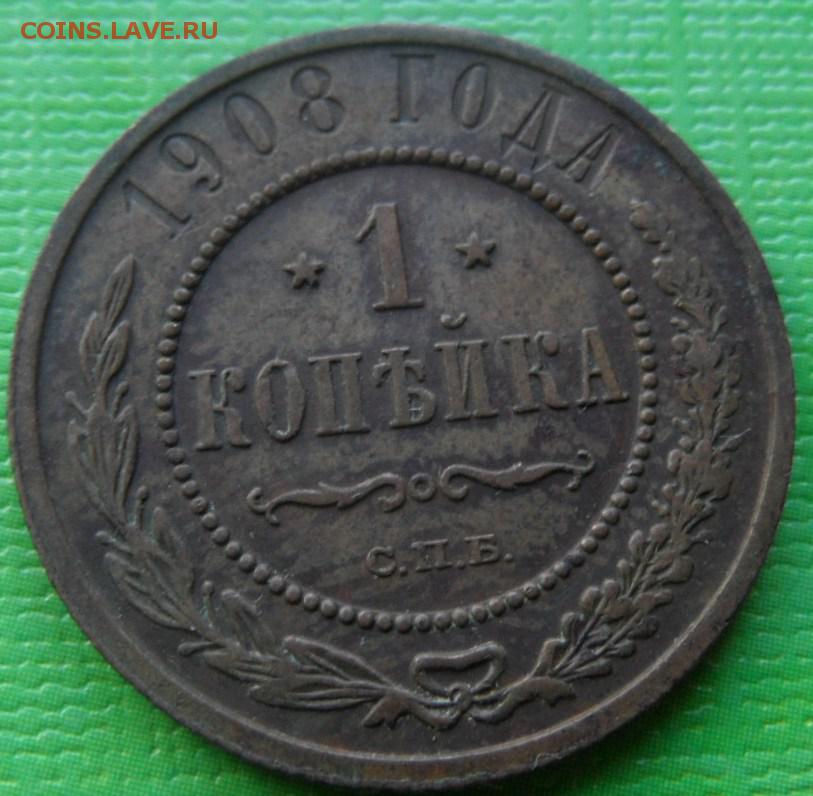 COINS.LAVE.RU
1908 ГОДА
* 1 *
КОПѢЙКА
С.П.Б.